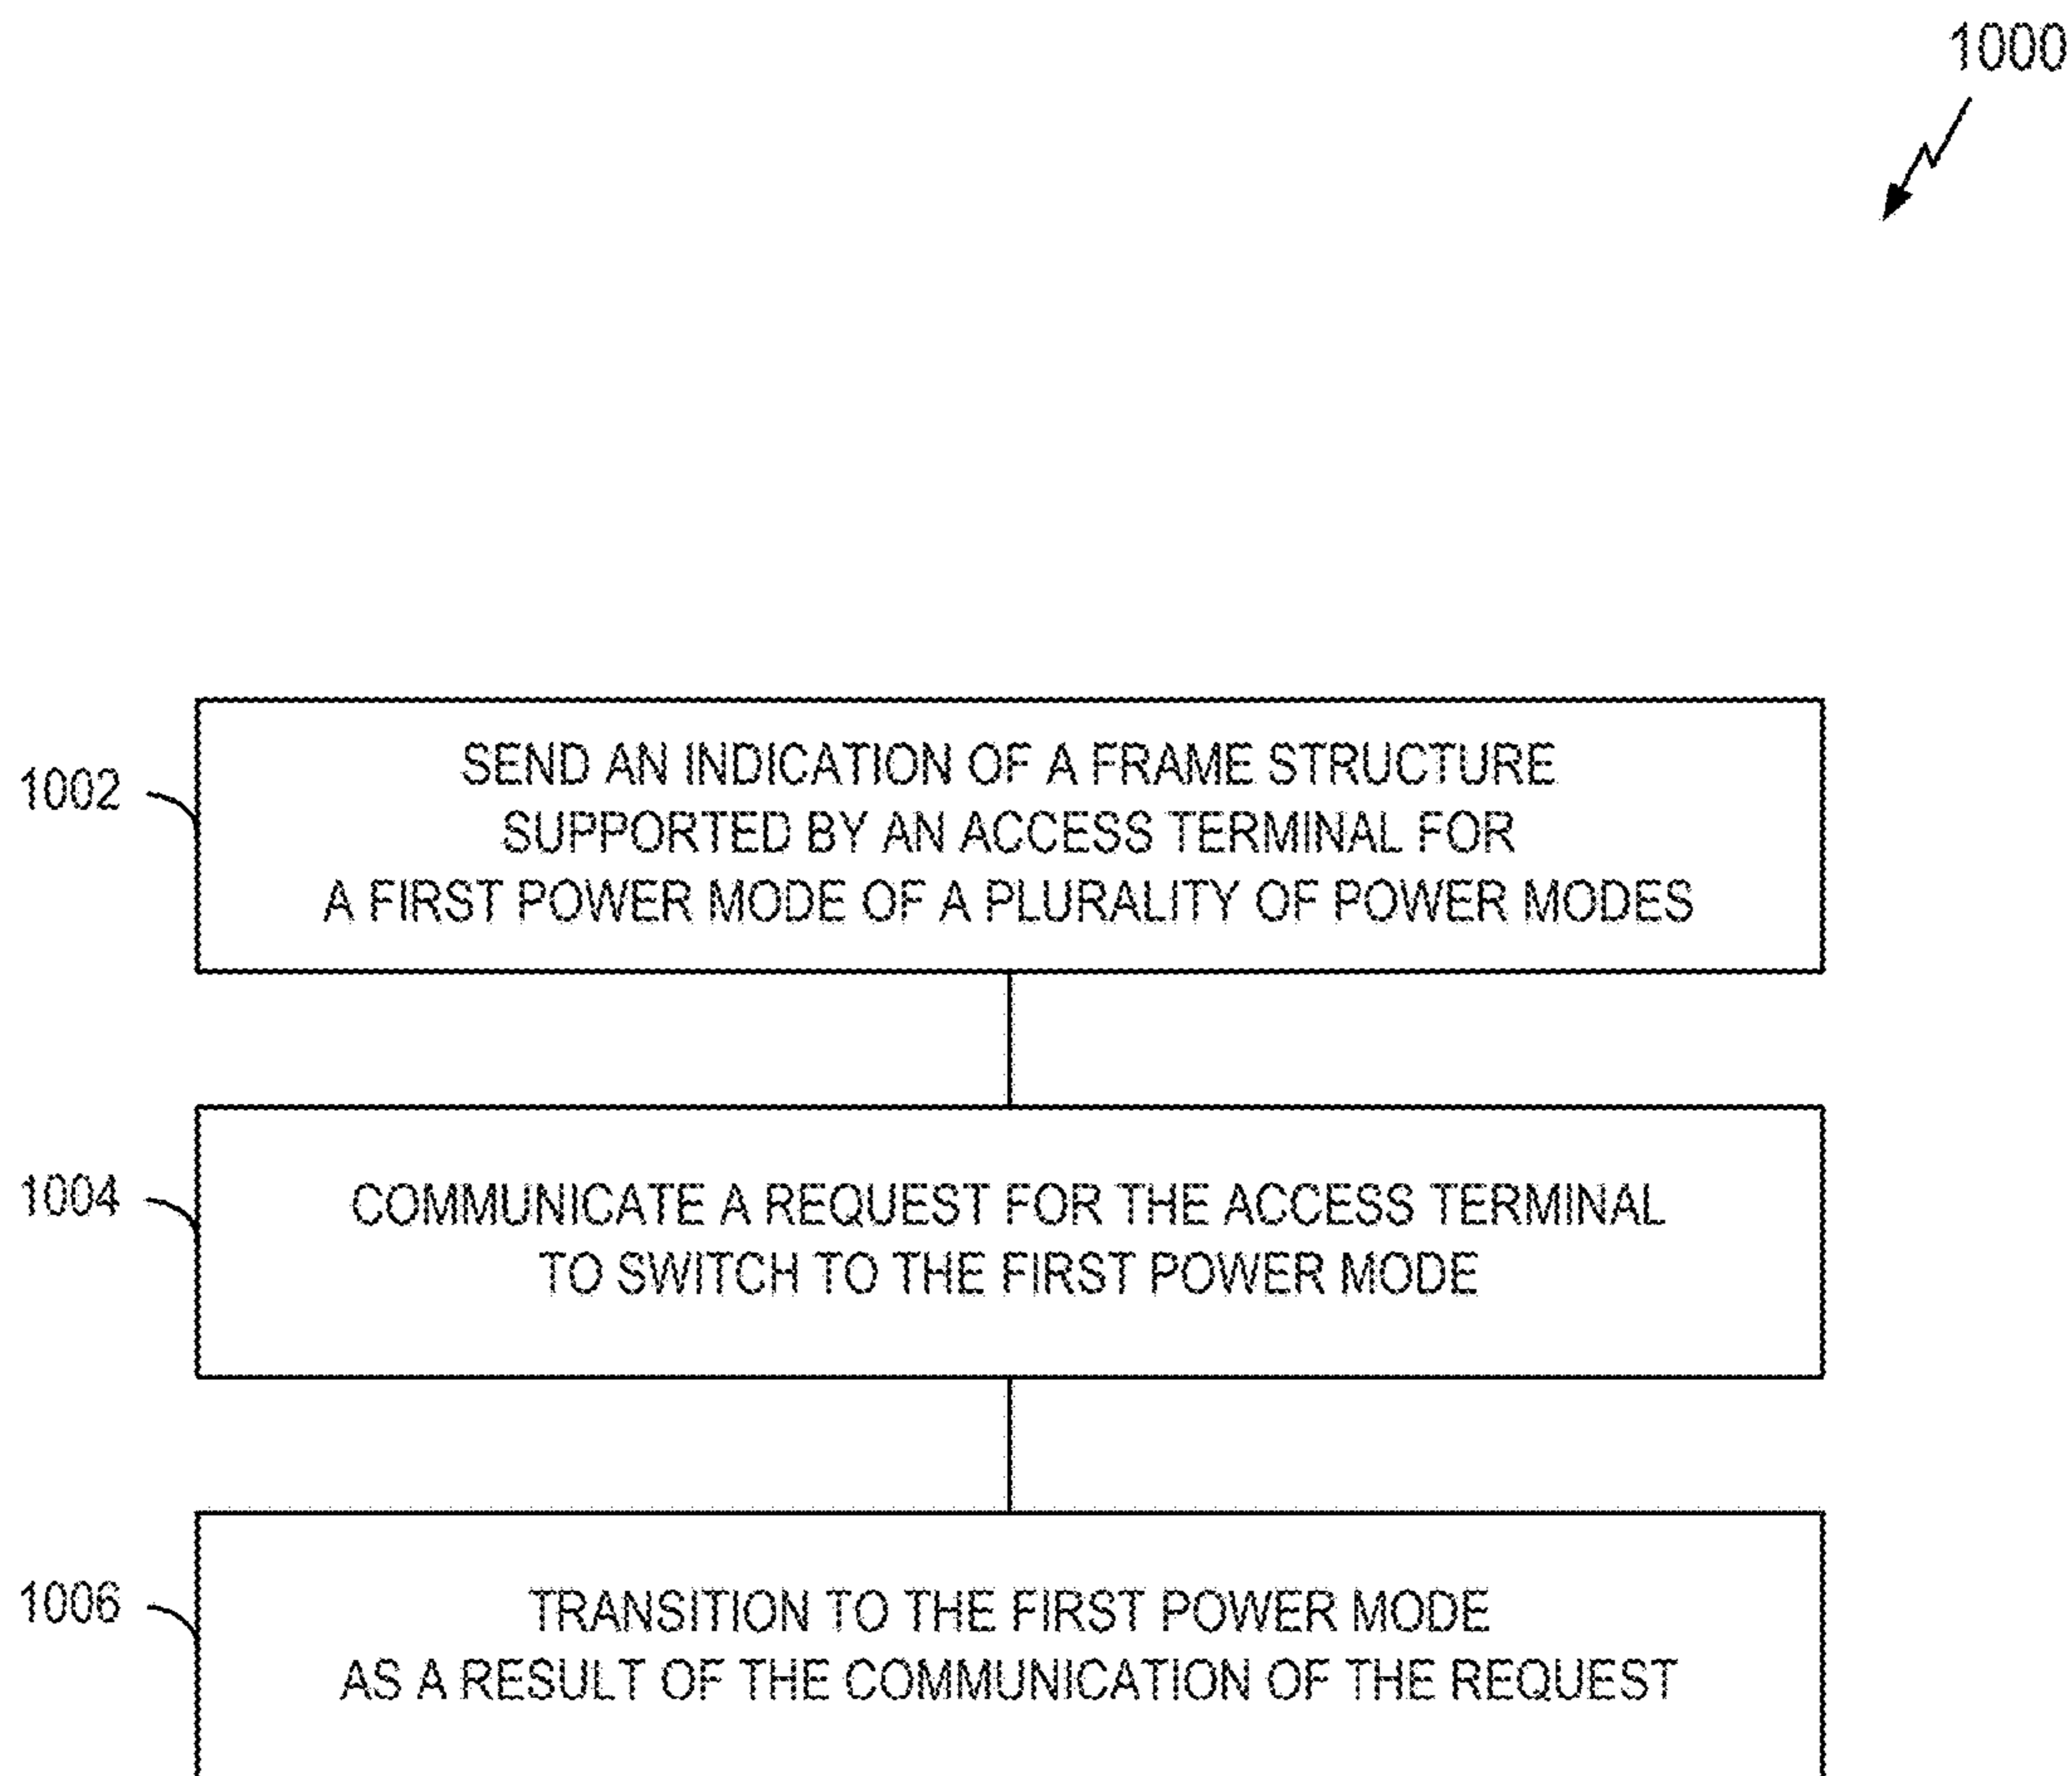 1000
1002
SEND AN INDICATION OF A FRAME STRUCTURE
SUPPORTED BY AN ACCESS TERMINAL FOR
A FIRST POWER MODE OF A PLURALITY OF POWER MODES
1004
COMMUNICATE A REQUEST FOR THE ACCESS TERMINAL
TO SWITCH TO THE FIRST POWER MODE
1006
TRANSITION TO THE FIRST POWER MODE
AS A RESULT OF THE COMMUNICATION OF THE REQUEST